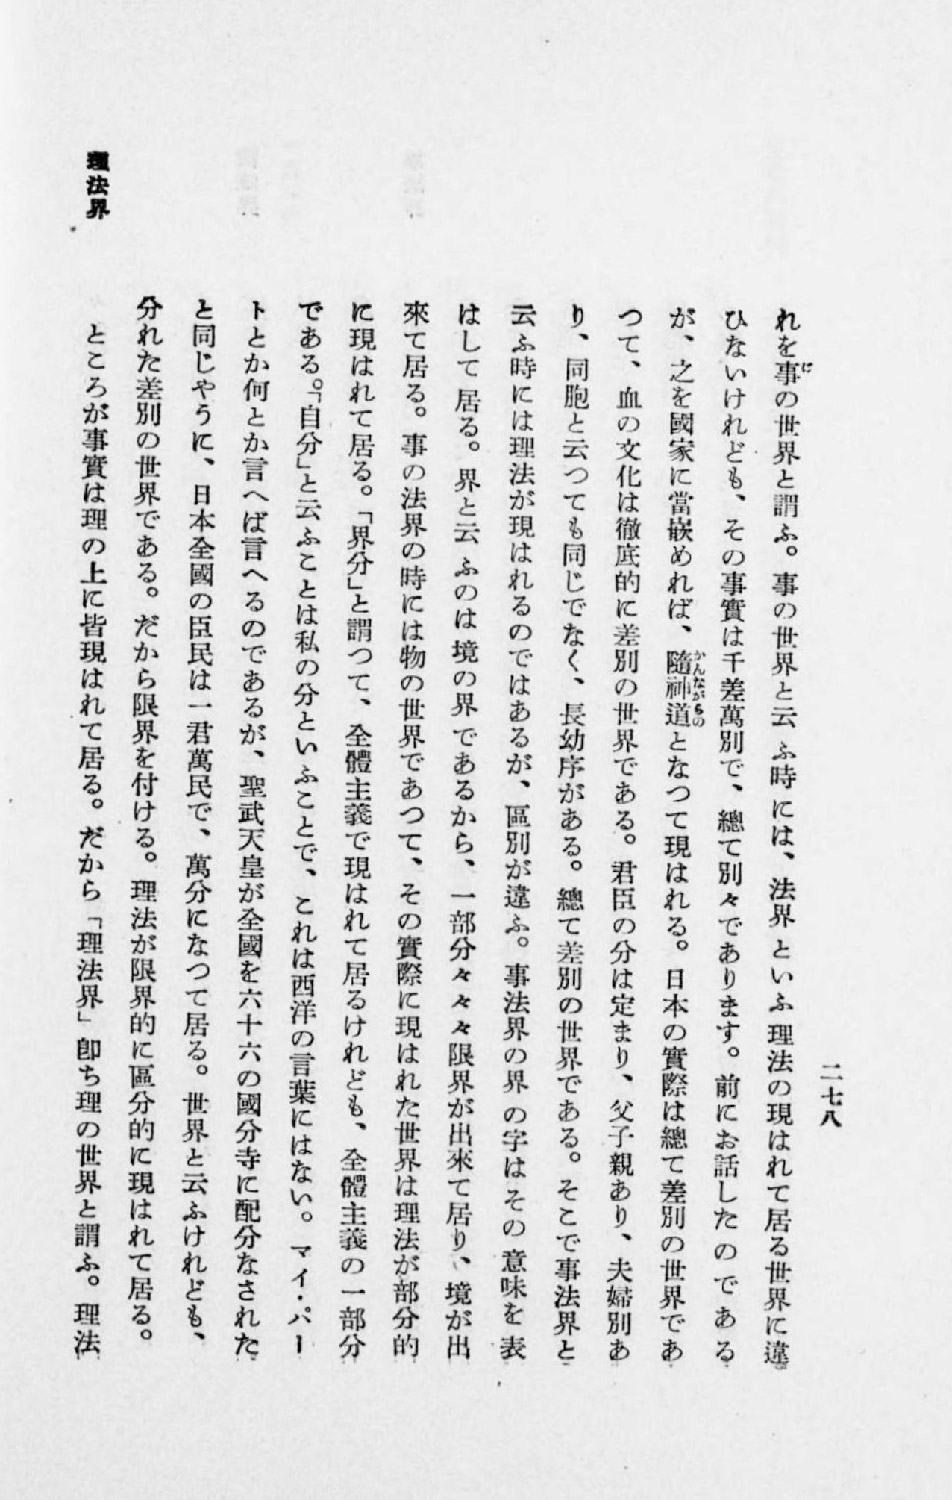 二七八
れを事の世界と謂ふ。事の世界と云ふ時には、法界といふ理法の現はれて居る世界に違
ひないけれども、その事實は千差萬別で、總て別々であります。前にお話したのである
が、之を國家に當嵌めれば、隨神道となつて現はれる。日本の實際は總て差別の世界であ
かんながらの
つて、血の文化は徹底的に差別の世界である。君臣の分は定まり、父子親あり、夫婦別あ
り、同胞と云つても同じでなく、長幼序がある。總て差別の世界である。そこで事法界と
云ふ時には理法が現はれるのではあるが、區別が違ふ。事法界の界の字はその意味を表
はして居る。界と云ふのは境の界であるから、一部分々々々限界が出來て居り、境が出
來て居る。事の法界の時には物の世界であつて、その實際に現はれた世界は理法が部分的
に現はれて居る。「界分」と謂つて、全體主義で現はれて居るけれども、全體主義の一部分
である。「自分」と云ふことは私の分といふことで、これは西洋の言葉にはない。マイ・パー
トとか何とか言へば言へるのであるが、聖武天皇が全國を六十六の國分寺に配分なされた
と同じやうに、日本全國の臣民は一君萬民で、萬分になつて居る。世界と云ふけれども、
分れた差別の世界である。だから限界を付ける。理法が限界的に區分的に現はれて居る。
理法界
ところが事實は理の上に皆現はれて居る。だから「理法界」卽ち理の世界と謂ふ。理法